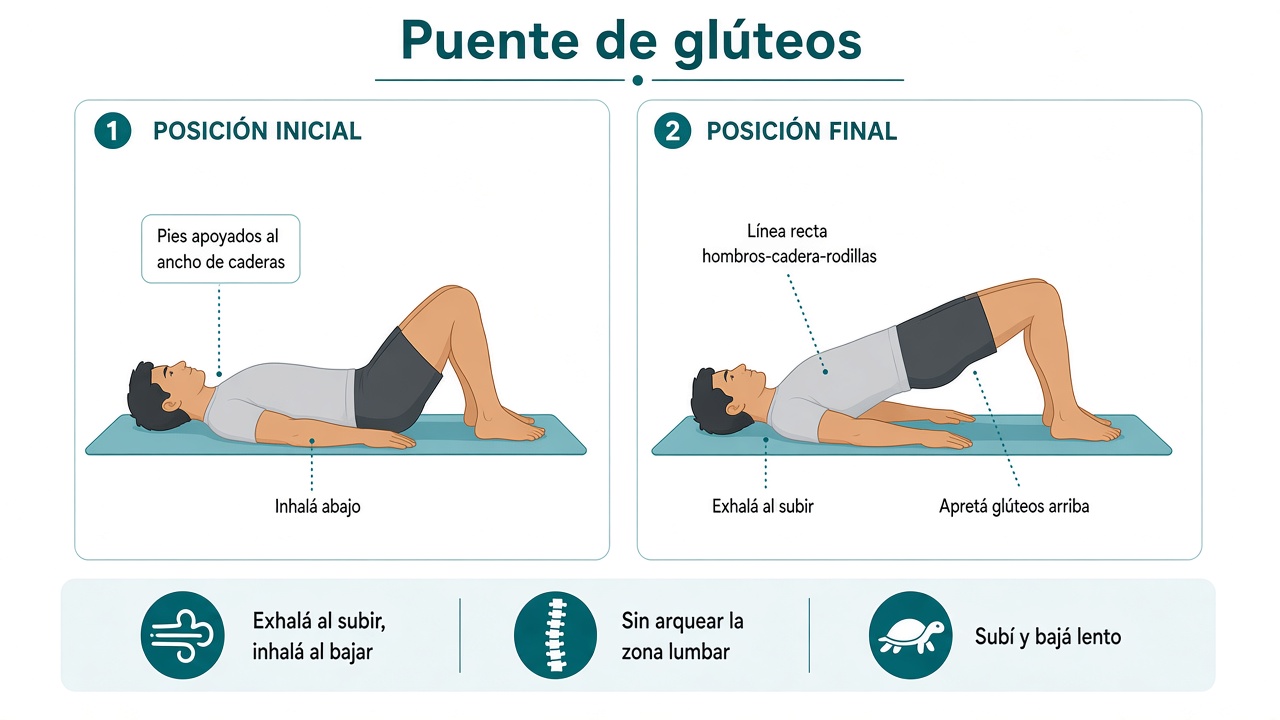 Puente de glúteos
1 POSICIÓN INICIAL
Pies apoyados al
ancho de caderas
Inhalá abajo
2 POSICIÓN FINAL
Línea recta
hombros-cadera-rodillas
Exhalá al subir
Apretá glúteos arriba
Exhalá al subir,
inhalá al bajar
Sin arquear la
zona lumbar
Subí y bajá lento